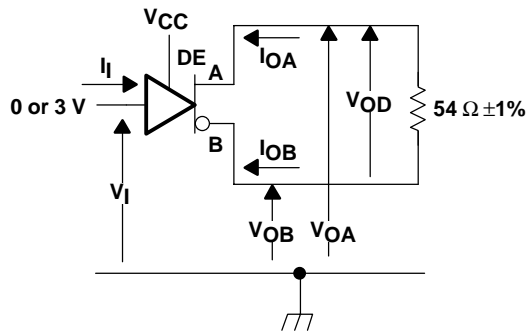 VCC
II
DE
A
IOA
0 or 3 V
VOD
54 Ω ±1%
B
IOB
VI
VOB
VOA